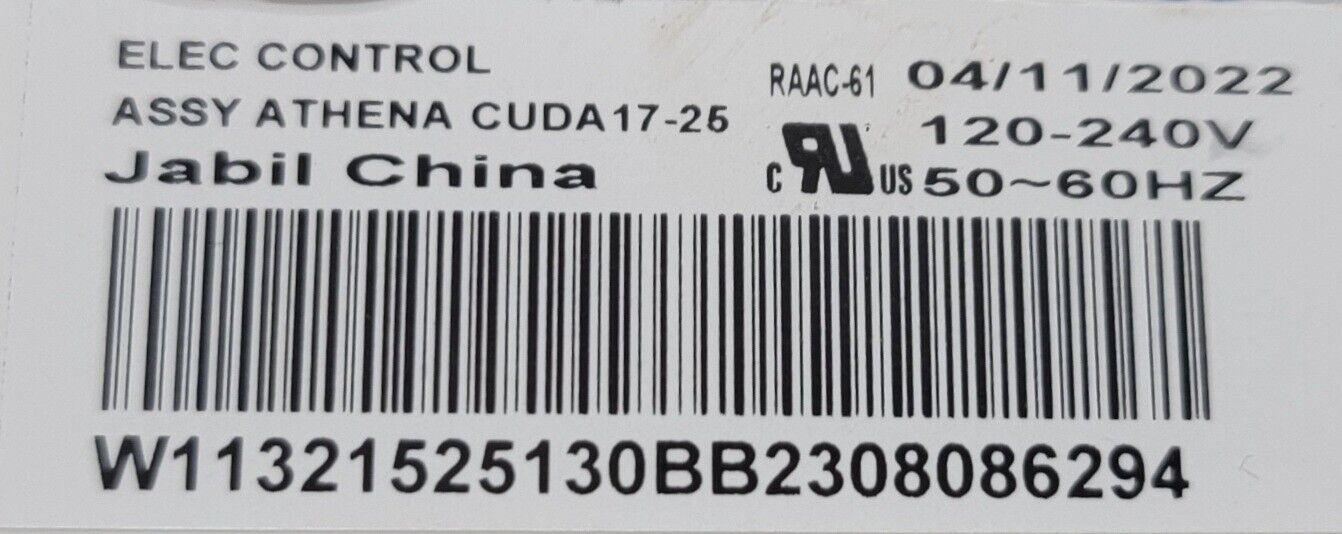 ELEC CONTROL
ASSY ATHENA CUDA17-25
Jabil China
RAAC-61 04/11/2022
120-240V
C RU US 50~60HZ
W11321525130BB2308086294